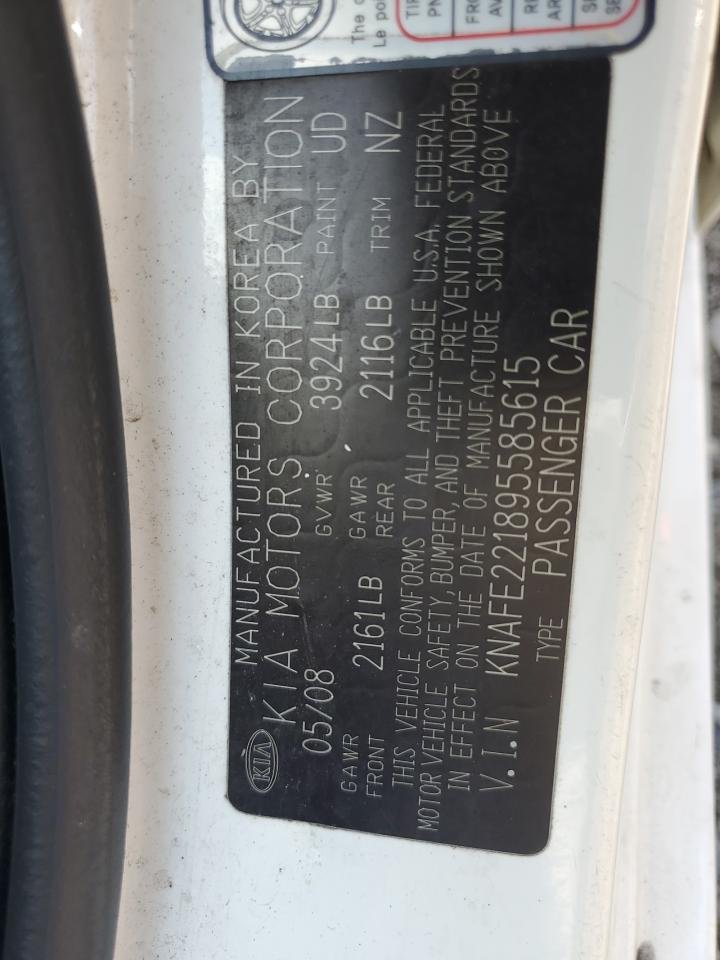 The
Le
KIA
MANUFACTURED IN KOREA BY
KIA MOTORS CORPORATION
05/08 GVWR 3924LB PAINT UD
GAWR FRONT 2161LB GAWR REAR 2116LB TRIM NZ
THIS VEHICLE CONFORMS TO ALL APPLICABLE U.S.A. FEDERAL
MOTOR VEHICLE SAFETY, BUMPER, AND THEFT PREVENTION STANDARDS
IN EFFECT ON THE DATE OF MANUFACTURE SHOWN ABOVE
V.I.N KNAFE221895585615
TYPE PASSENGER CAR